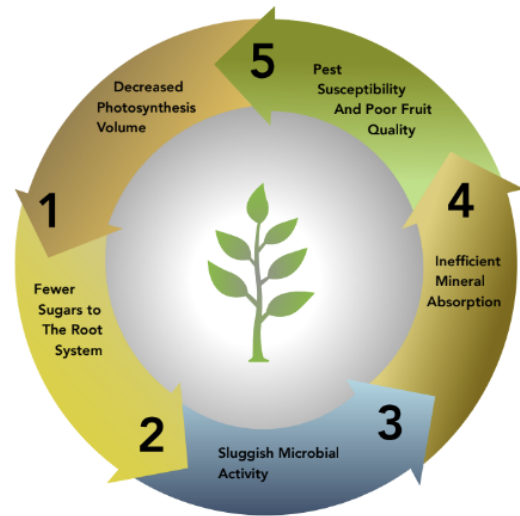 1
Decreased
Photosynthesis
Volume
2
Fewer
Sugars to
The Root
System
3
Sluggish Microbial
Activity
4
Inefficient
Mineral
Absorption
5
Pest
Susceptibility
And Poor Fruit
Quality